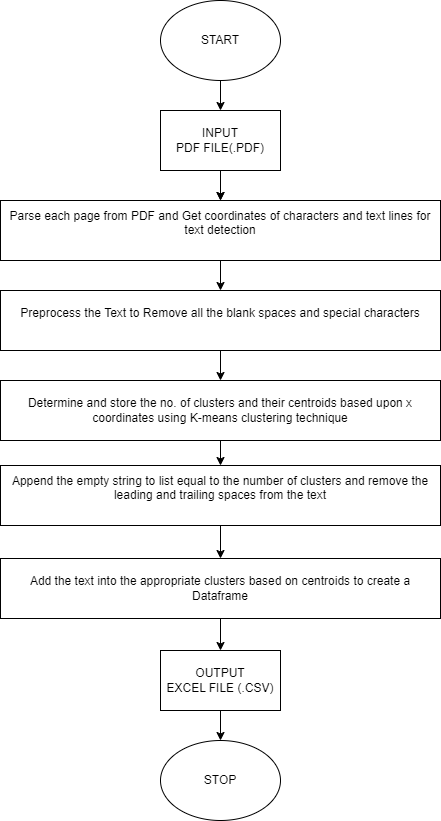 START
INPUT
PDF FILE(.PDF)
Parse each page from PDF and Get coordinates of characters and text lines for
text detection
Preprocess the Text to Remove all the blank spaces and special characters
Determine and store the no. of clusters and their centroids based upon x
coordinates using K-means clustering technique
Append the empty string to list equal to the number of clusters and remove the
leading and trailing spaces from the text
Add the text into the appropriate clusters based on centroids to create a
Dataframe
OUTPUT
EXCEL FILE (.CSV)
STOP